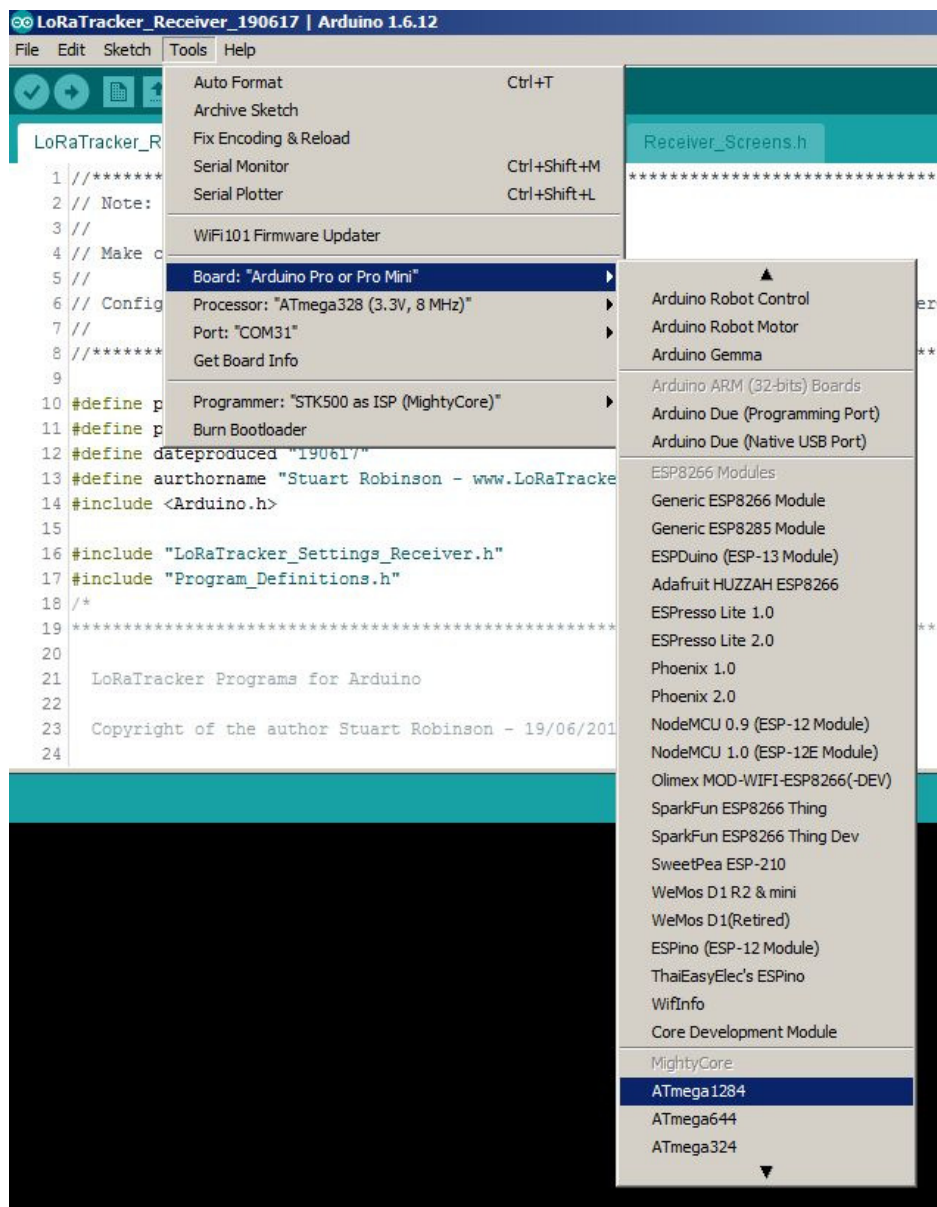 LoRaTracker_Receiver_190617 | Arduino 1.6.12
File Edit Sketch Tools Help
LoRaTracker_R
Receiver_Screens.h
Auto Format Ctrl+T
Archive Sketch
Fix Encoding & Reload
Serial Monitor Ctrl+Shift+M
Serial Plotter Ctrl+Shift+L
WiFi101 Firmware Updater
Board: "Arduino Pro or Pro Mini"
Processor: "ATmega328 (3.3V, 8 MHz)"
Port: "COM31"
Get Board Info
Programmer: "STK500 as ISP (MightyCore)"
Burn Bootloader
1 //*******  ******************************
2 // Note:
3 //
4 // Make c
5 //
6 // Config er
7 //
8 //******* **
9
10 #define p
11 #define p
12 #define dateproduced "190617"
13 #define aurthorname "Stuart Robinson - www.LoRaTracke
14 #include <Arduino.h>
15
16 #include "LoRaTracker_Settings_Receiver.h"
17 #include "Program_Definitions.h"
18 /*
19 ***************************************************** **
20
21 LoRaTracker Programs for Arduino
22
23 Copyright of the author Stuart Robinson - 19/06/201
24
Arduino Robot Control
Arduino Robot Motor
Arduino Gemma
Arduino ARM (32-bits) Boards
Arduino Due (Programming Port)
Arduino Due (Native USB Port)
ESP8266 Modules
Generic ESP8266 Module
Generic ESP8285 Module
ESPDuino (ESP-13 Module)
Adafruit HUZZAH ESP8266
ESPresso Lite 1.0
ESPresso Lite 2.0
Phoenix 1.0
Phoenix 2.0
NodeMCU 0.9 (ESP-12 Module)
NodeMCU 1.0 (ESP-12E Module)
Olimex MOD-WIFI-ESP8266(-DEV)
SparkFun ESP8266 Thing
SparkFun ESP8266 Thing Dev
SweetPea ESP-210
WeMos D1 R2 & mini
WeMos D1(Retired)
ESPino (ESP-12 Module)
ThaiEasyElec's ESPino
WifInfo
Core Development Module
MightyCore
ATmega1284
ATmega644
ATmega324